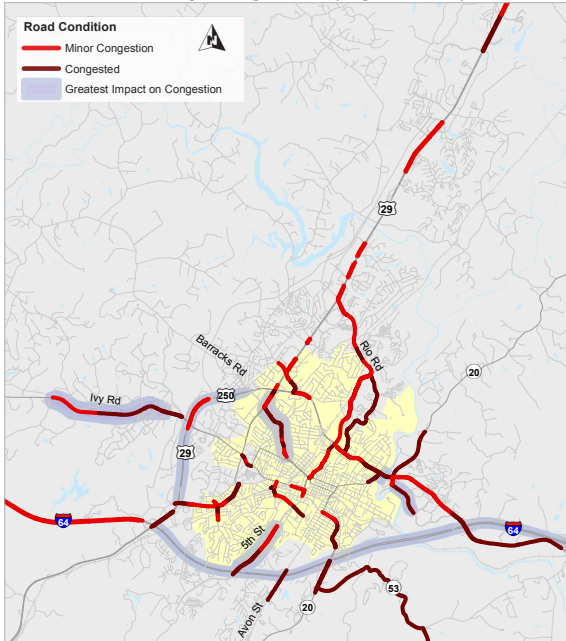 Road Condition
N
Minor Congestion
Congested
Greatest Impact on Congestion
29
Barracks Rd
Rio Rd
20
Ivy Rd
250
29
64
64
5th St
53
Avon St
20